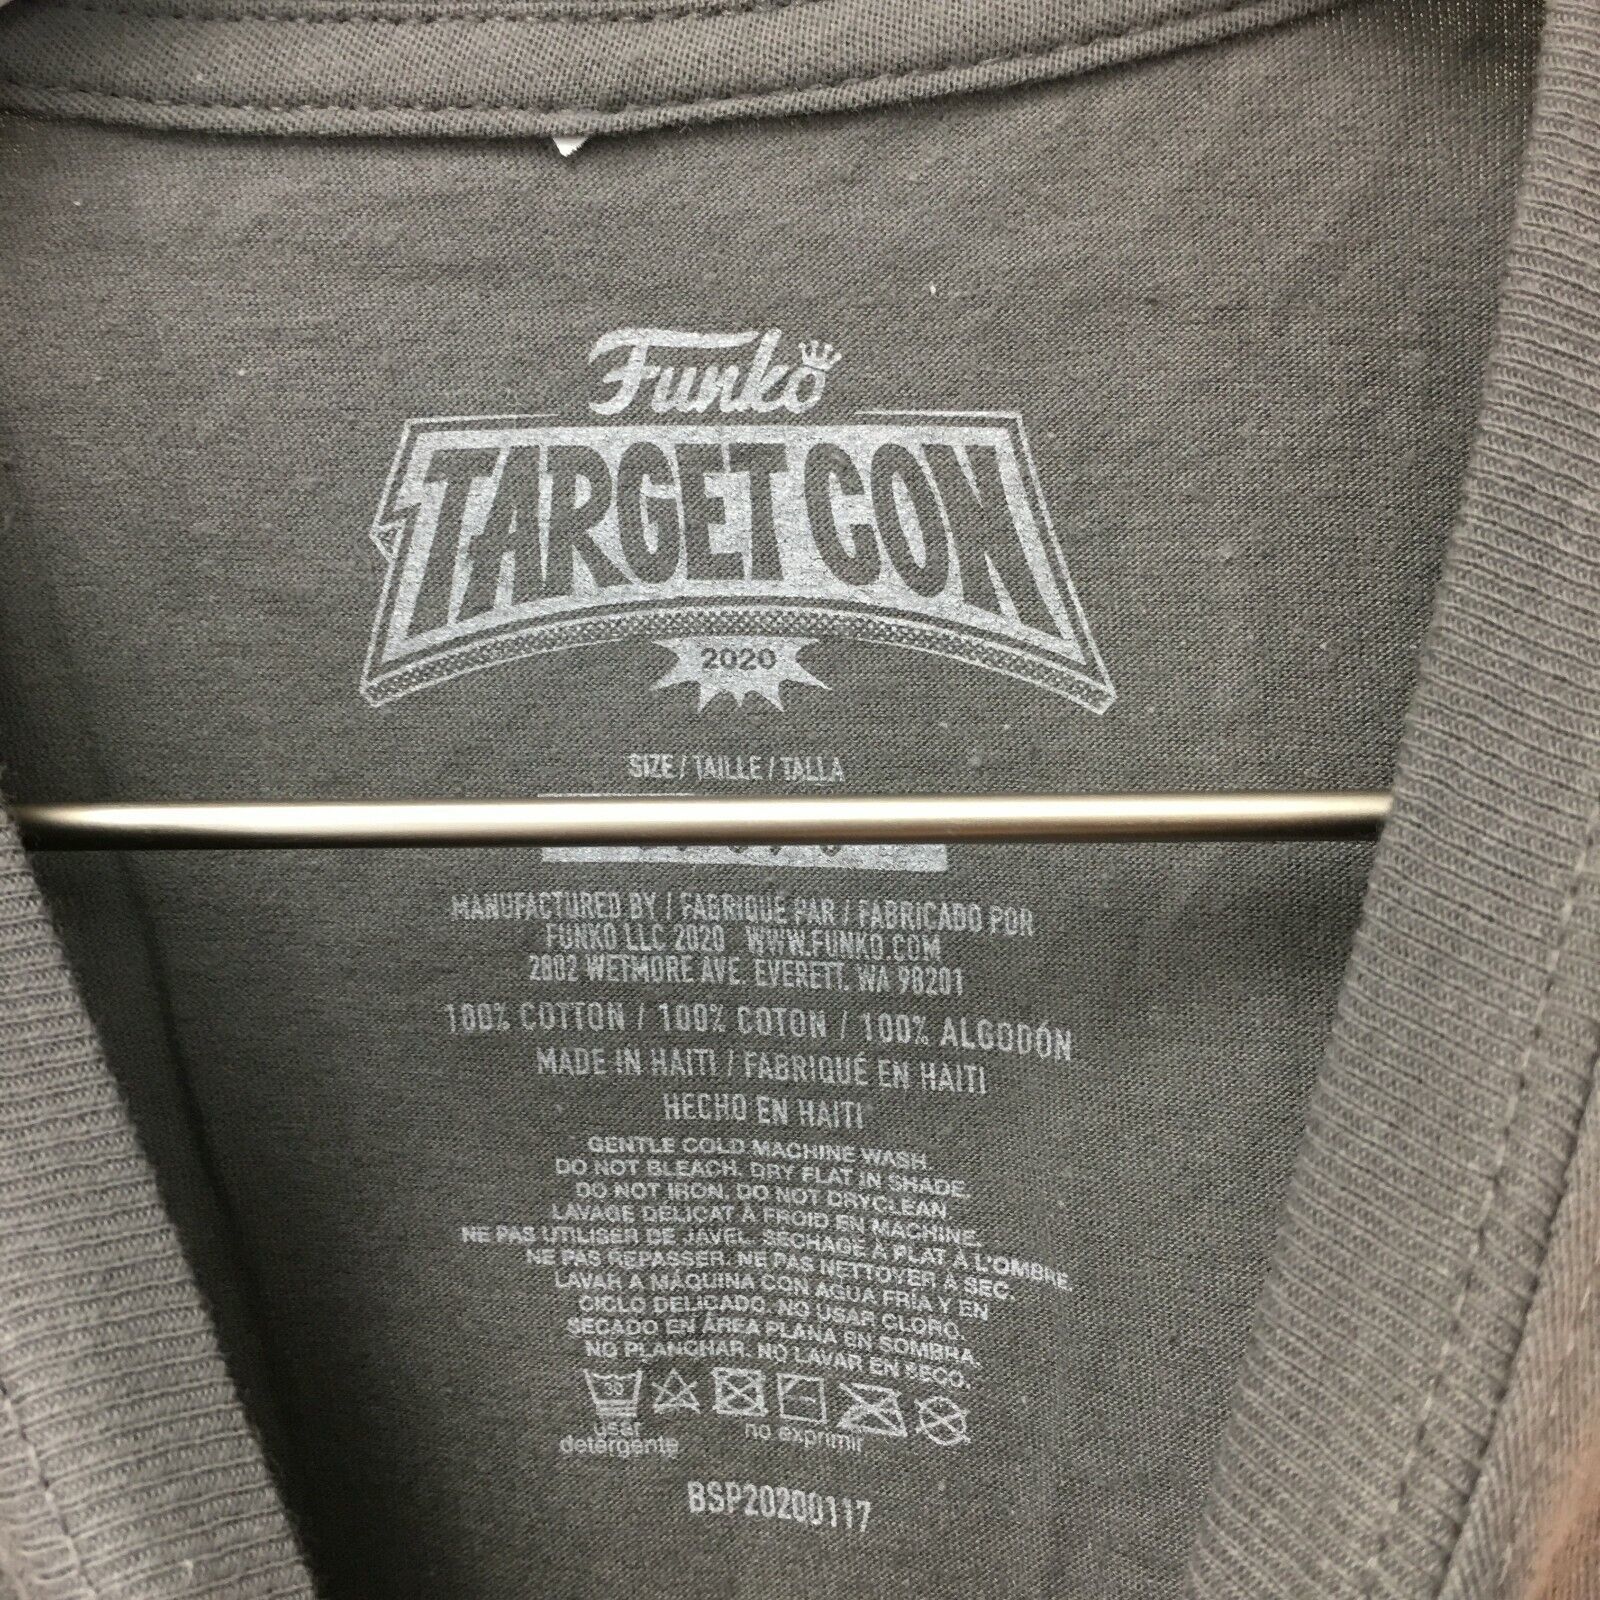 Funko
TARGET CON
2020
SIZE / TAILLE / TALLA
MANUFACTURED BY / FABRIQUE PAR / FABRICADO POR
FUNKO LLC 2020 WWW.FUNKO.COM
2802 WETMORE AVE. EVERETT. WA 98201
100% COTTON / 100% COTON / 100% ALGODÓN
MADE IN HAITI / FABRIQUÉ EN HAITI
HECHO EN HAITI
GENTLE COLD MACHINE WASH.
DO NOT BLEACH. DRY FLAT IN SHADE.
DO NOT IRON. DO NOT DRYCLEAN
LAVAGE DÉLICAT À FROID EN MACHINE.
NE PAS UTILISER DE JAVEL. SÉCHAGE À PLAT À L'OMBRE.
NE PAS REPASSER. NE PAS NETTOYER À SEC.
LAVAR A MÁQUINA CON AGUA FRÍA Y EN
CICLO DELICADO. NO USAR CLORO.
SECADO EN ÁREA PLANA EN SOMBRA.
NO PLANCHAR. NO LAVAR EN SECO.
30
usar
detergente
no exprimir
BSP20200117